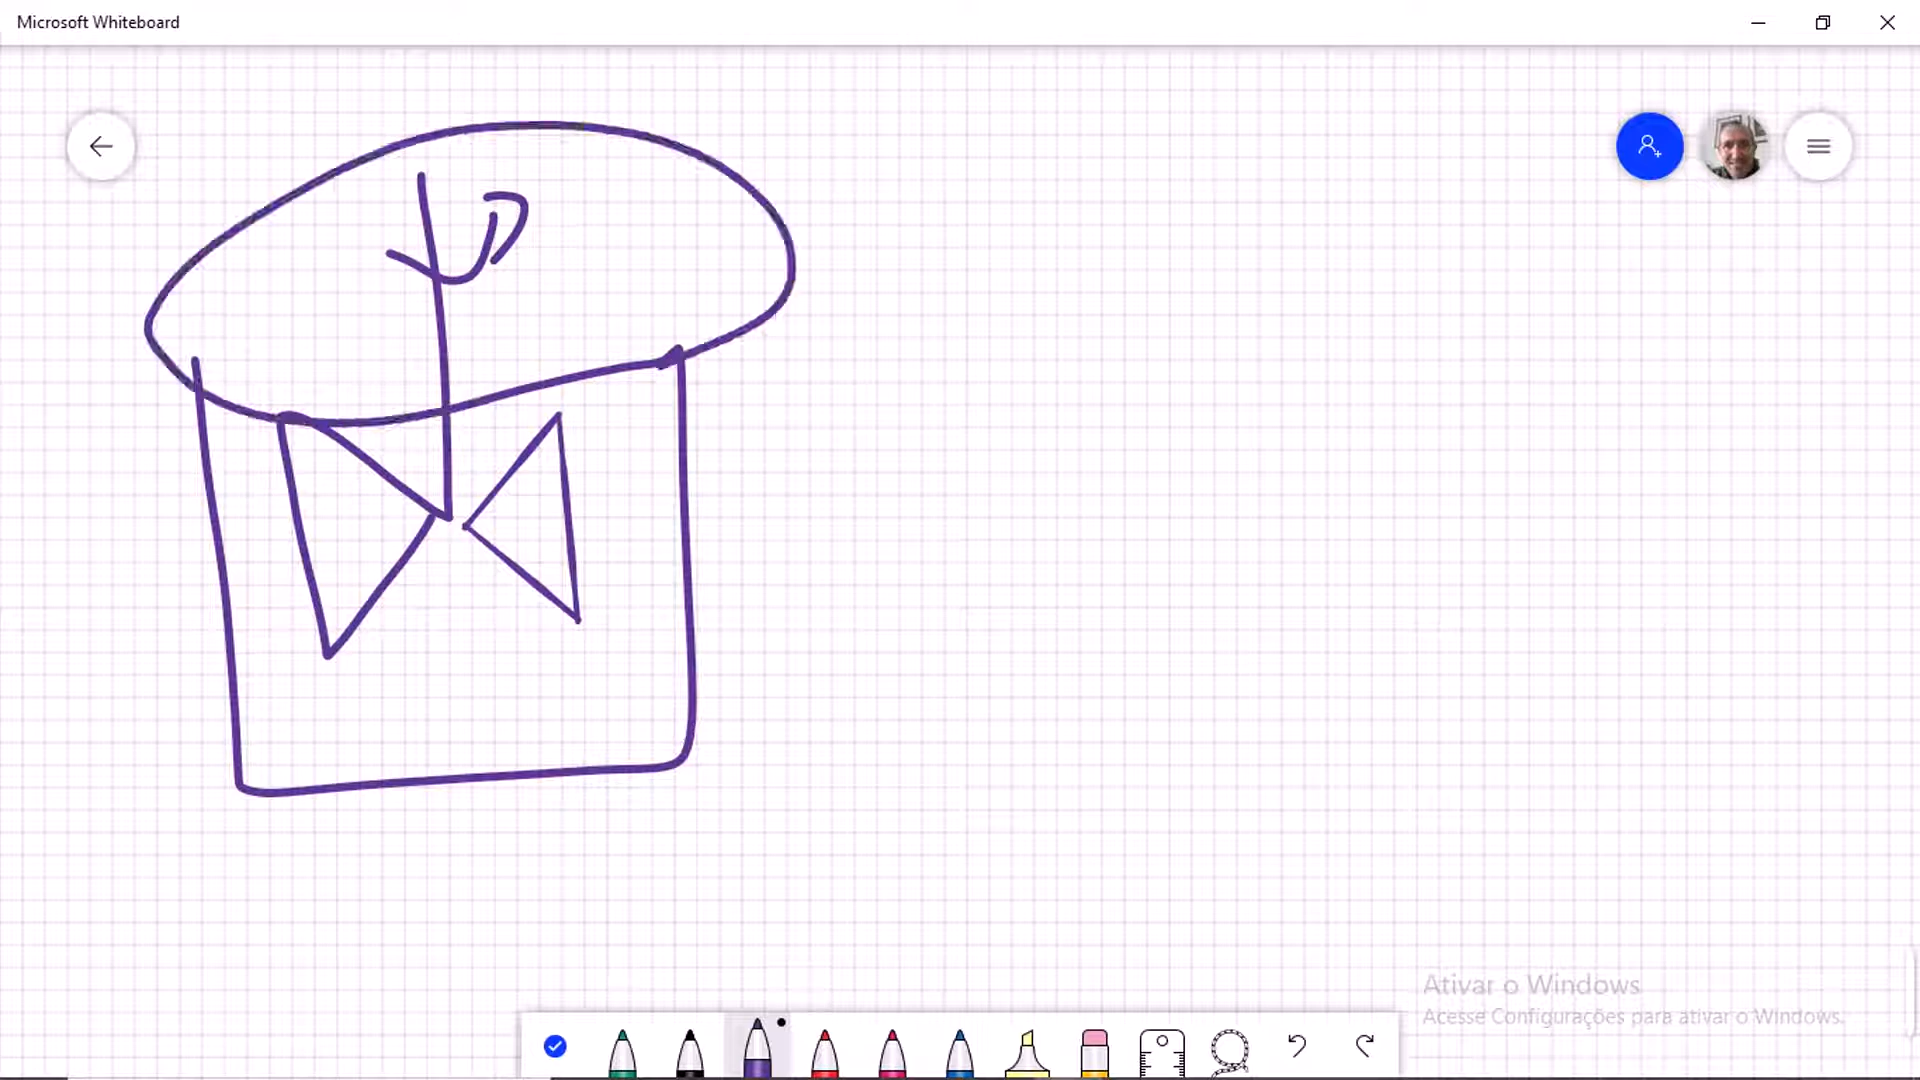 Microsoft Whiteboard
Ativar o Windows
Acesse Configurações para ativar o Windows.